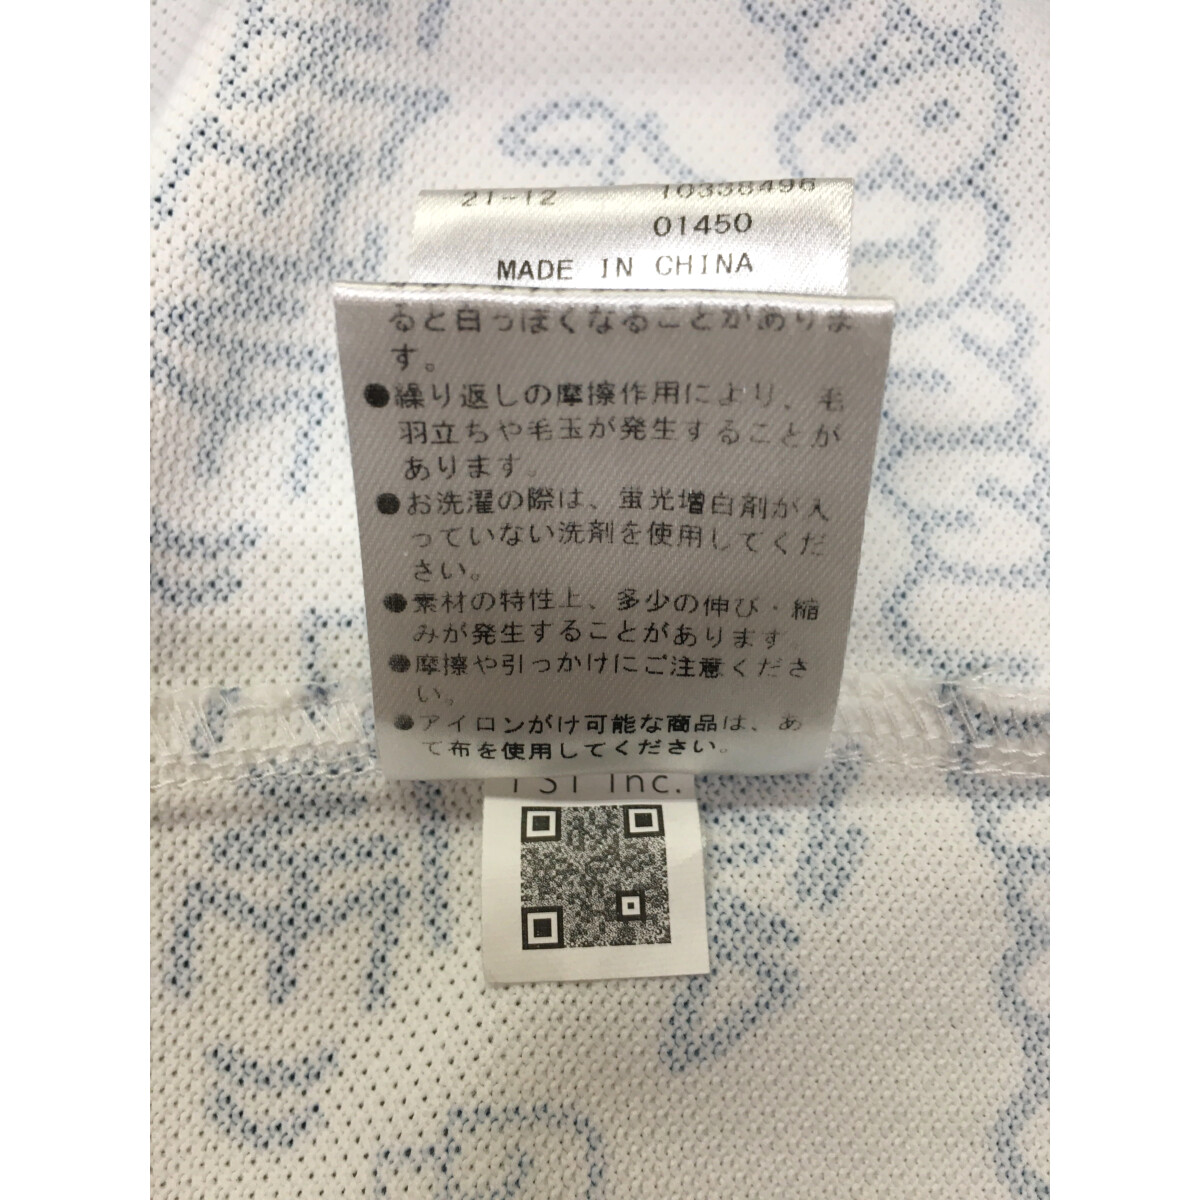 21-12 10338496
01450
MADE IN CHINA
ると白っぽくなることがありま
す。
●繰り返しの摩擦作用により、毛
羽立ちや毛玉が発生することが
あります。
●お洗濯の際は、蛍光増白剤が入
っていない洗剤を使用してくだ
さい。
●素材の特性上、多少の伸び・縮
みが発生することがあります。
●摩擦や引っかけにご注意くださ
い。
●アイロンがけ可能な商品は、あ
て布を使用してください。
TSI Inc.